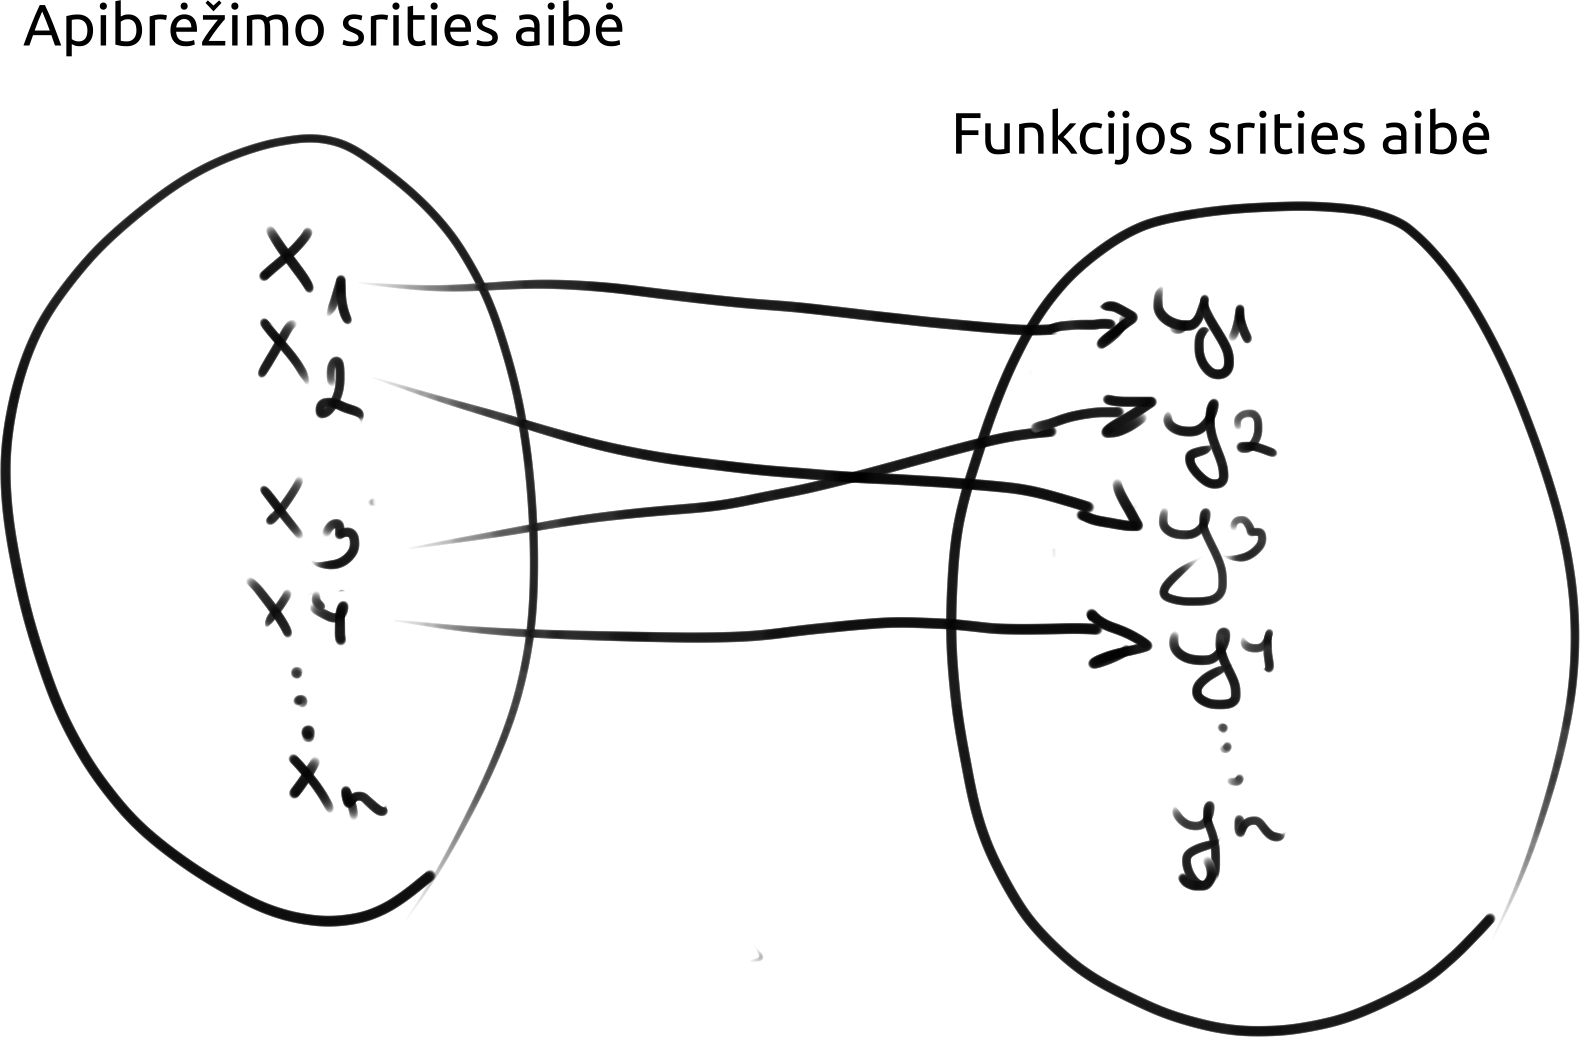 Apibrėžimo srities aibė
Funkcijos srities aibė
x1
x2
x3
x4
xn
y1
y2
y3
y4
yn